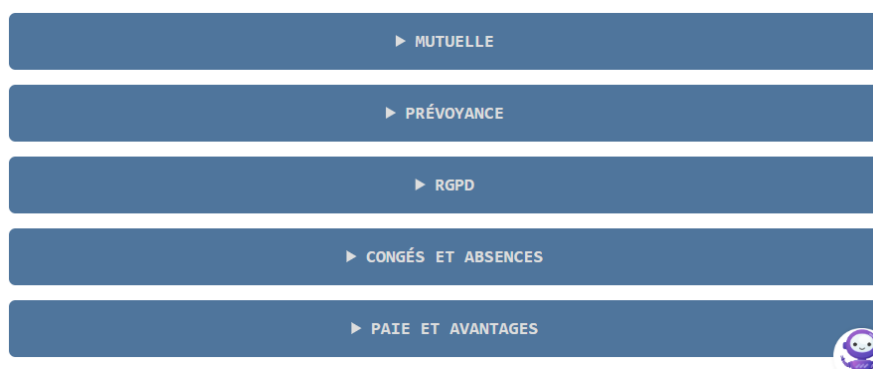 ▶ MUTUELLE
▶ PRÉVOYANCE
▶ RGPD
▶ CONGÉS ET ABSENCES
▶ PAIE ET AVANTAGES